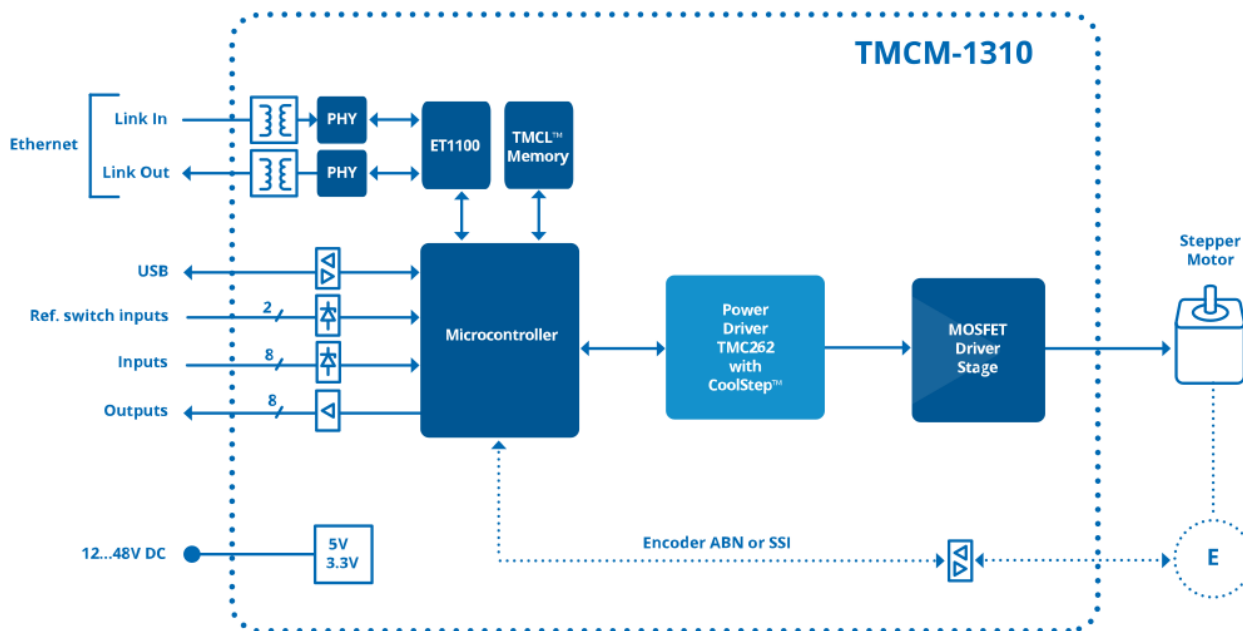 TMCM-1310
Ethernet
Link In
PHY
ET1100
TMCL™
Memory
Link Out
PHY
USB
Ref. switch inputs
2
Inputs
8
Outputs
8
Microcontroller
Power
Driver
TMC262
with
CoolStep™
MOSFET
Driver
Stage
Stepper
Motor
12...48V DC
5V
3.3V
Encoder ABN or SSI
E